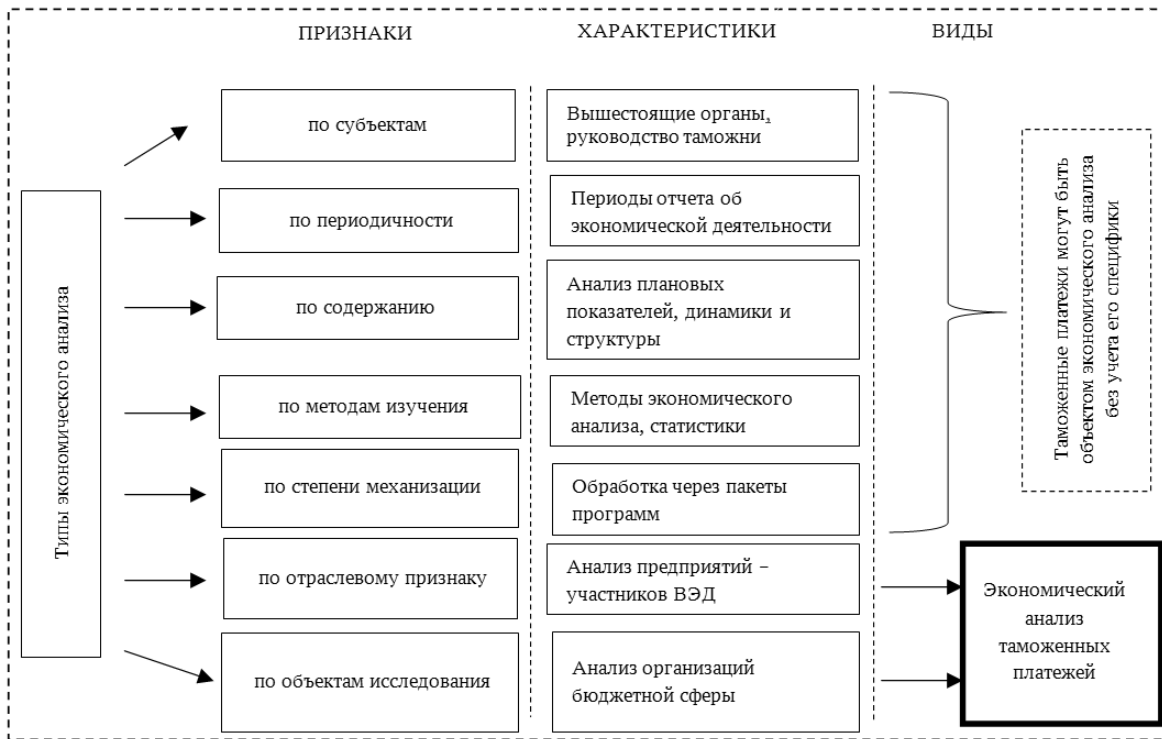 ПРИЗНАКИ
ХАРАКТЕРИСТИКИ
ВИДЫ
Типы экономического анализа
по субъектам
Вышестоящие органы,
руководство таможни
по периодичности
Периоды отчета об
экономической деятельности
по содержанию
Анализ плановых
показателей, динамики и
структуры
по методам изучения
Методы экономического
анализа, статистики
по степени механизации
Обработка через пакеты
программ
по отраслевому признаку
Анализ предприятий –
участников ВЭД
по объектам исследования
Анализ организаций
бюджетной сферы
Таможенные платежи могут быть
объектом экономического анализа
без учета его специфики
Экономический
анализ
таможенных
платежей